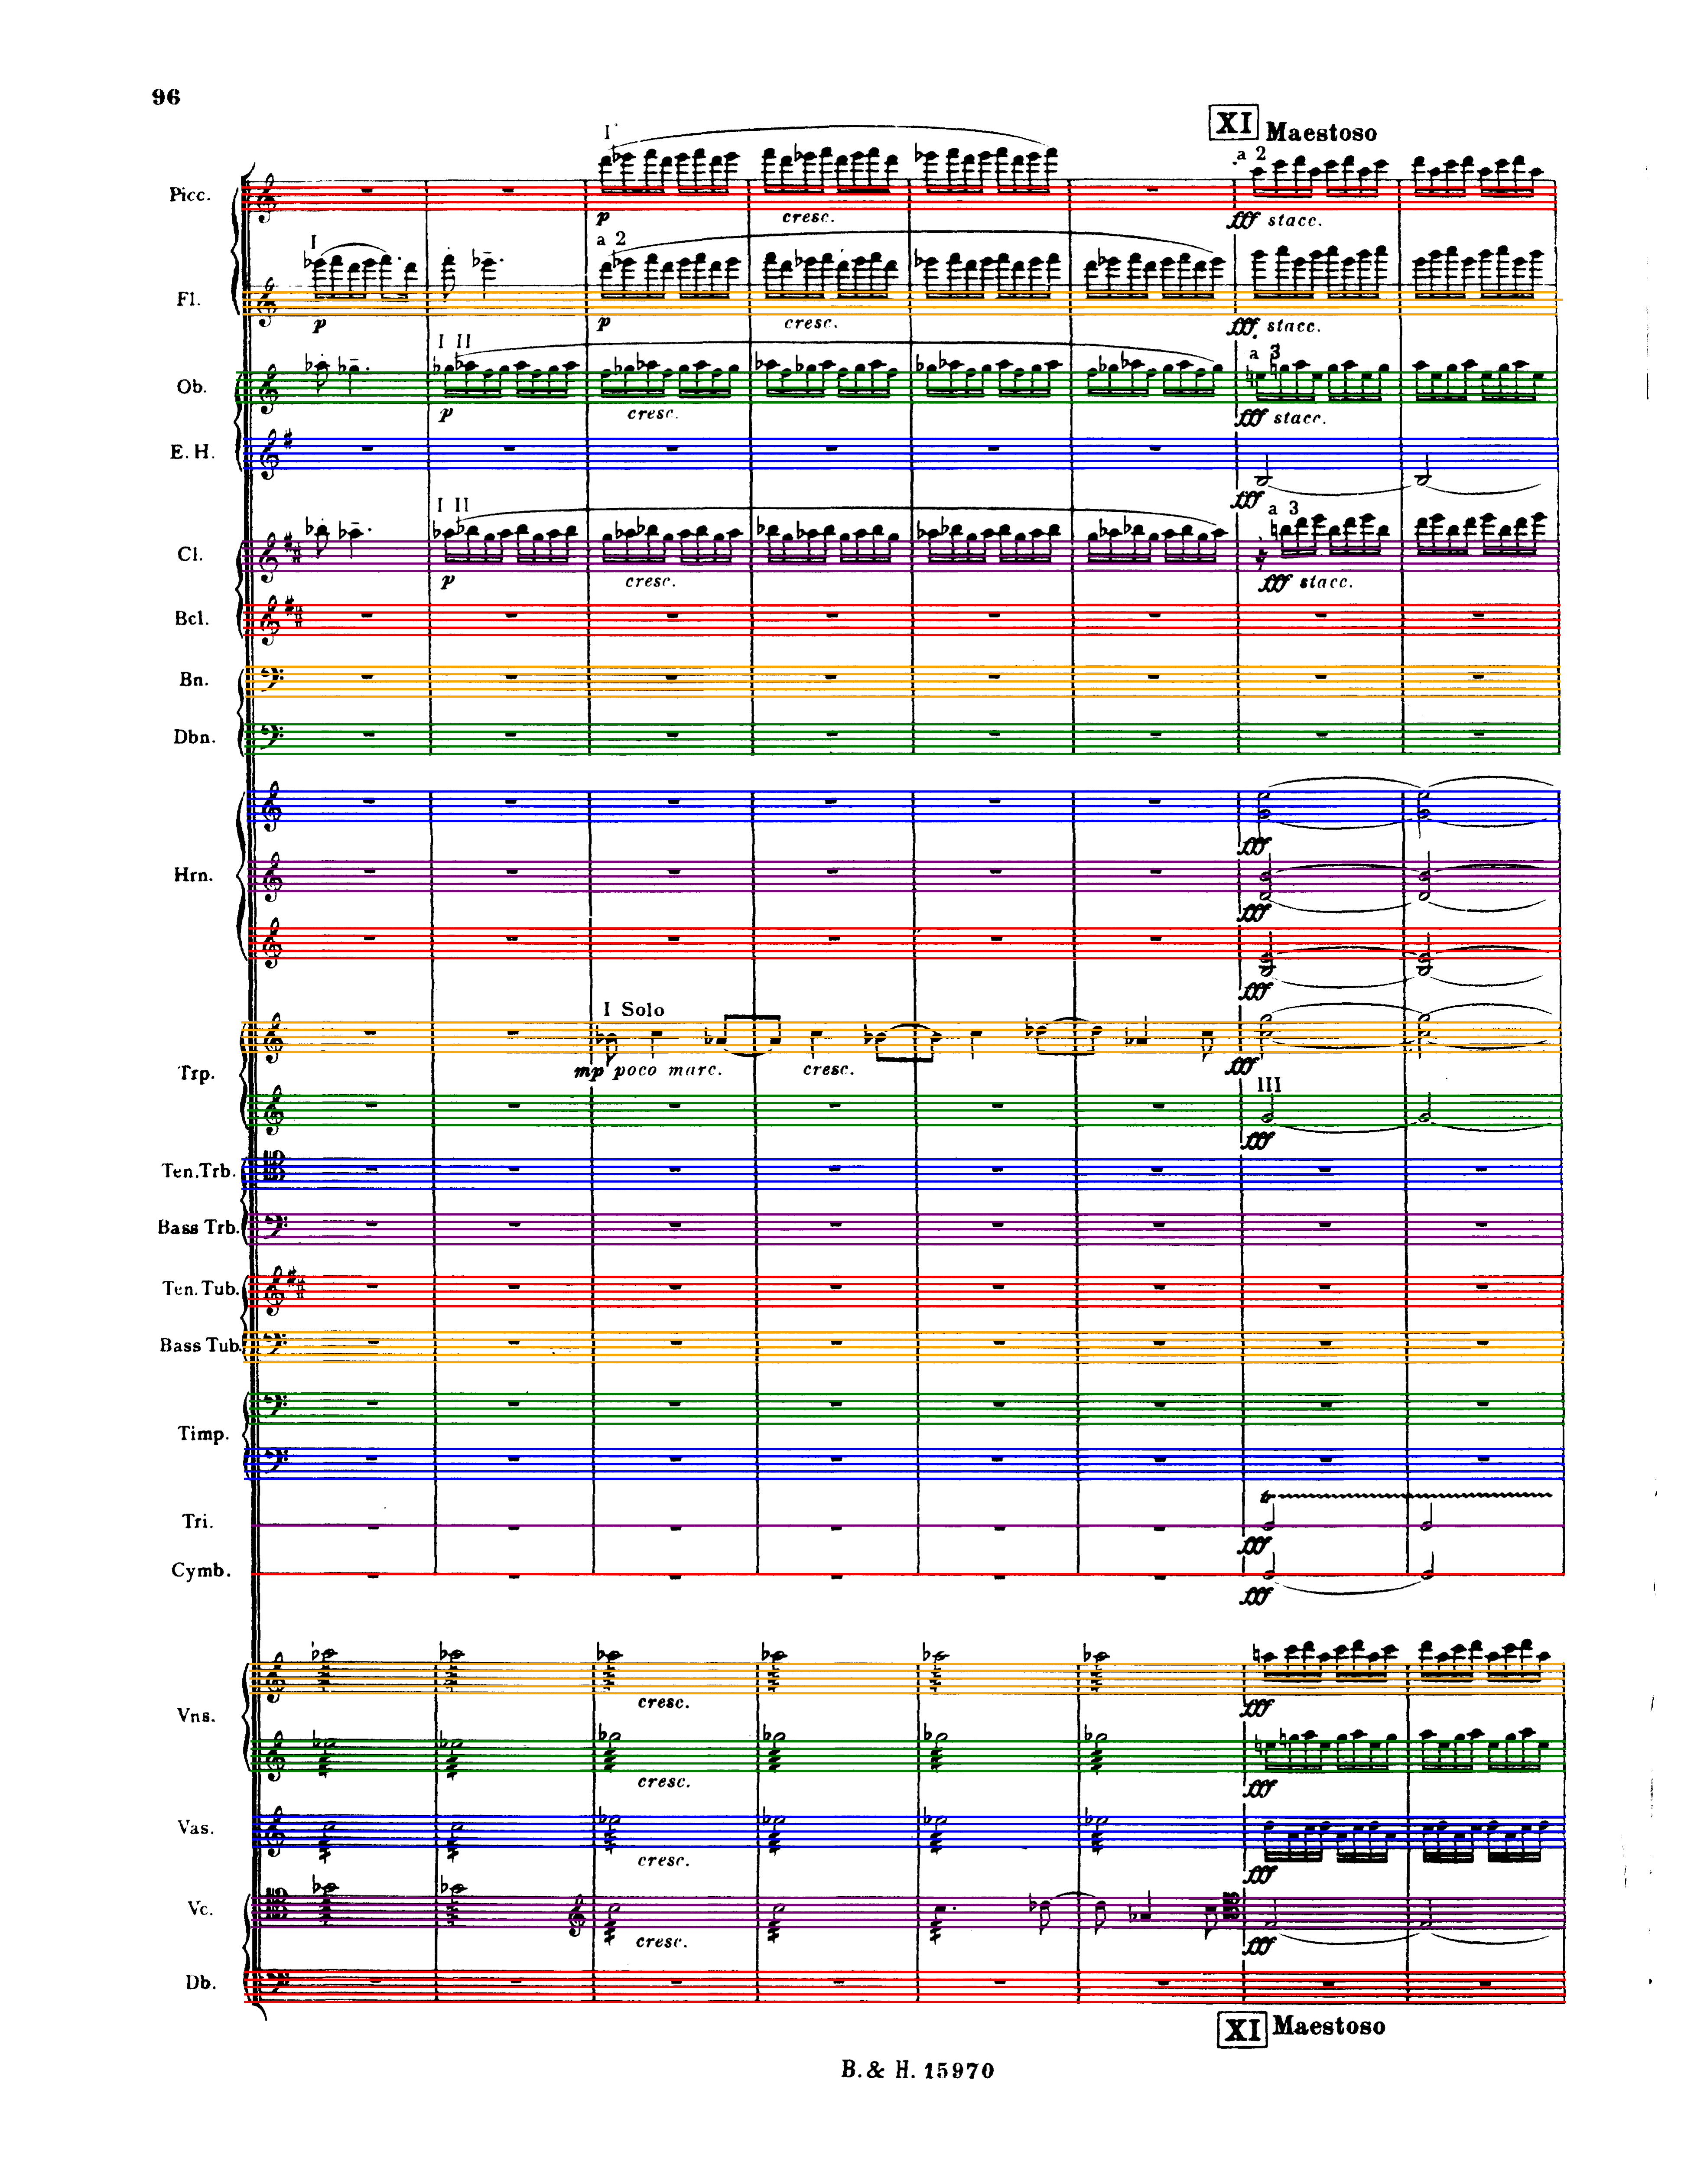 96
XI Maestoso
I
a 2
Picc.
p cresc. fff stacc.
I a 2
Fl.
p p cresc. fff stacc.
I II a 3
Ob.
p cresc. fff stacc.
E. H.
fff
I II a 3
Cl.
p cresc. fff stacc.
Bcl.
Bn.
Dbn.
fff
Hrn.
fff
fff
I Solo
mp poco marc. cresc. fff
Trp.
III
fff
Ten. Trb.
Bass Trb.
Ten. Tub.
Bass Tub.
Timp.
tr
Tri.
fff
Cymb.
fff
cresc. fff
Vns.
cresc. fff
Vas.
cresc. fff
Vc.
cresc. fff
Db.
XI Maestoso
B. & H. 15970